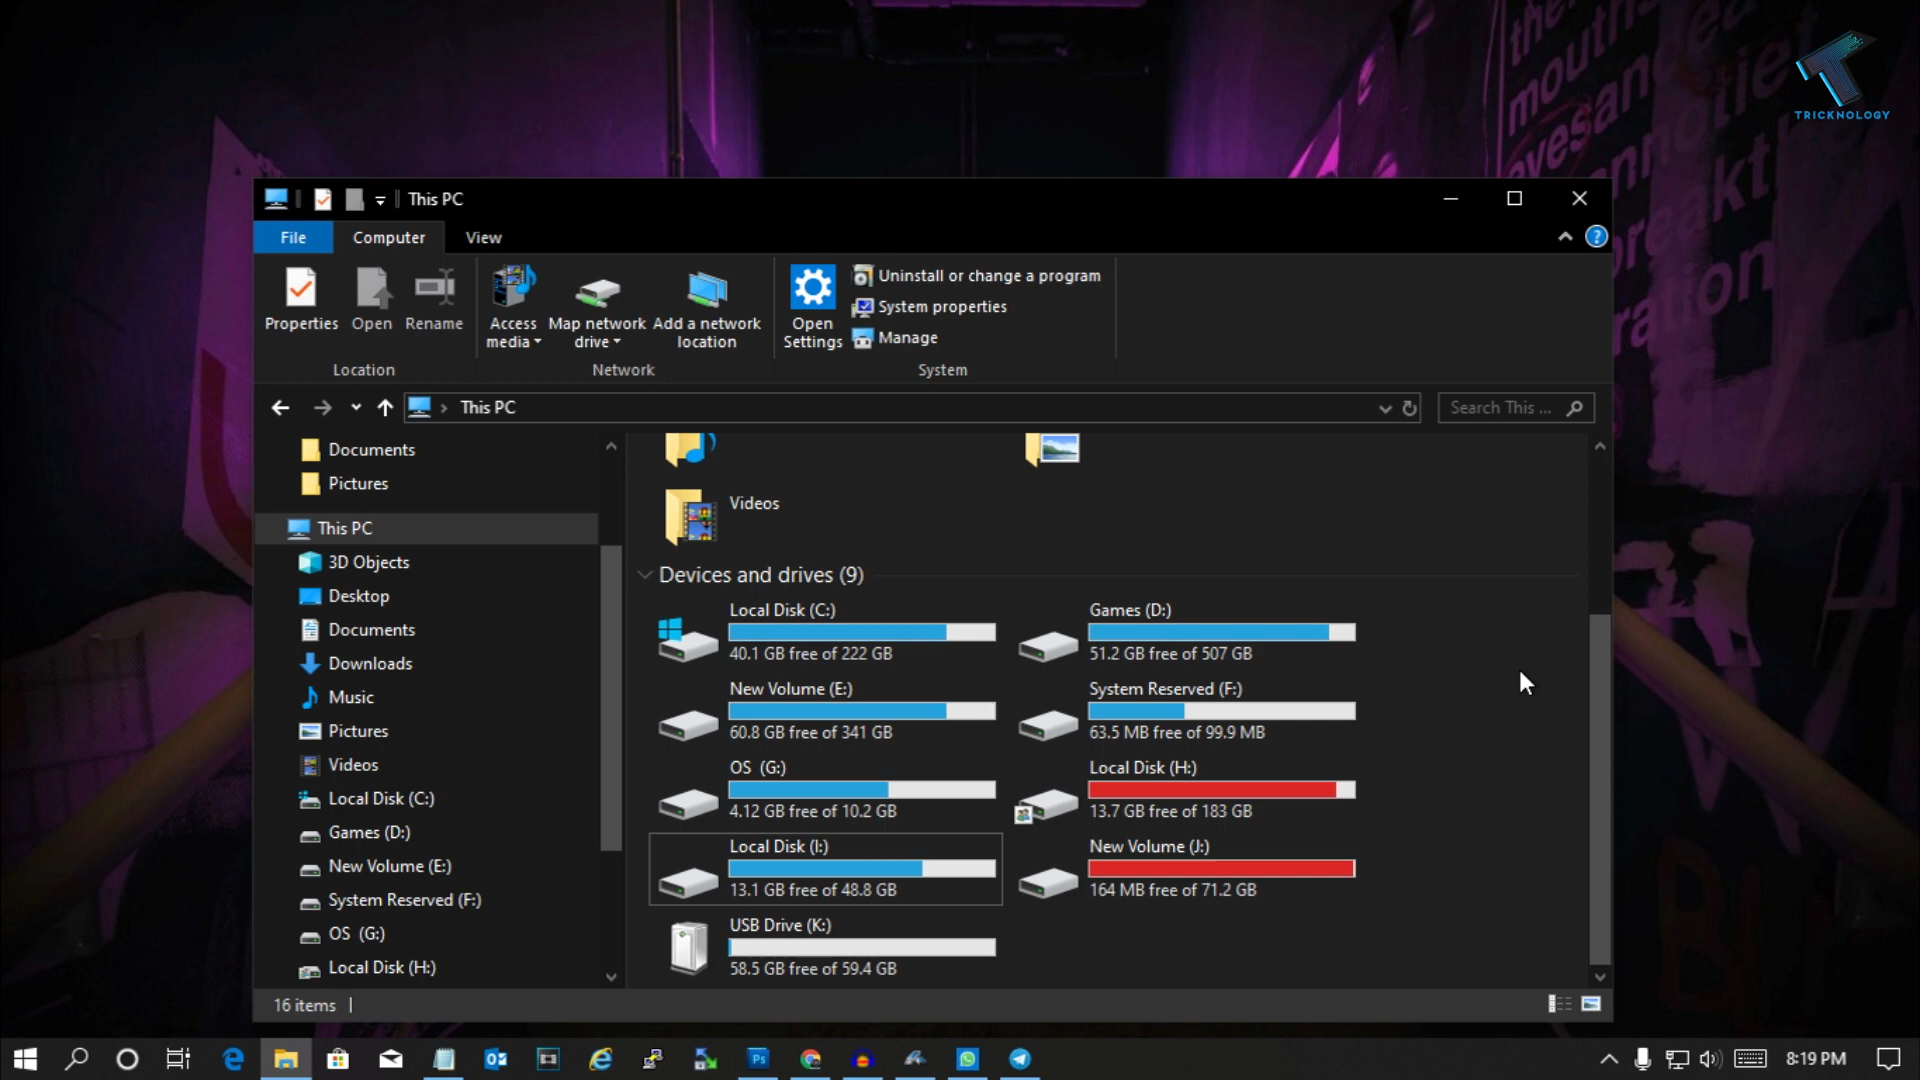 the
mouth
eyes and ea
TRICKNOLOGY
This PC
File
Computer
View
Properties
Open
Rename
Access
media
Map network
drive
Add a network
location
Open
Settings
Uninstall or change a program
System properties
Manage
Location
Network
System
This PC
Search This ...
Documents
Pictures
This PC
3D Objects
Desktop
Documents
Downloads
Music
Pictures
Videos
Local Disk (C:)
Games (D:)
New Volume (E:)
System Reserved (F:)
OS (G:)
Local Disk (H:)
Videos
Devices and drives (9)
Local Disk (C:)
40.1 GB free of 222 GB
Games (D:)
51.2 GB free of 507 GB
New Volume (E:)
60.8 GB free of 341 GB
System Reserved (F:)
63.5 MB free of 99.9 MB
OS (G:)
4.12 GB free of 10.2 GB
Local Disk (H:)
13.7 GB free of 183 GB
Local Disk (I:)
13.1 GB free of 48.8 GB
New Volume (J:)
164 MB free of 71.2 GB
USB Drive (K:)
58.5 GB free of 59.4 GB
16 items
Ps
8:19 PM